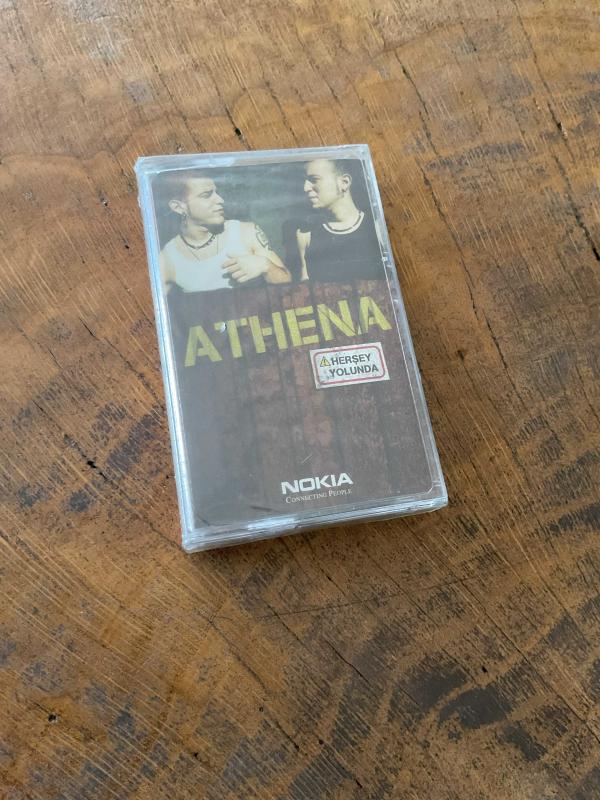 ATHENA
HERŞEY
YOLUNDA
NOKIA
CONNECTING PEOPLE